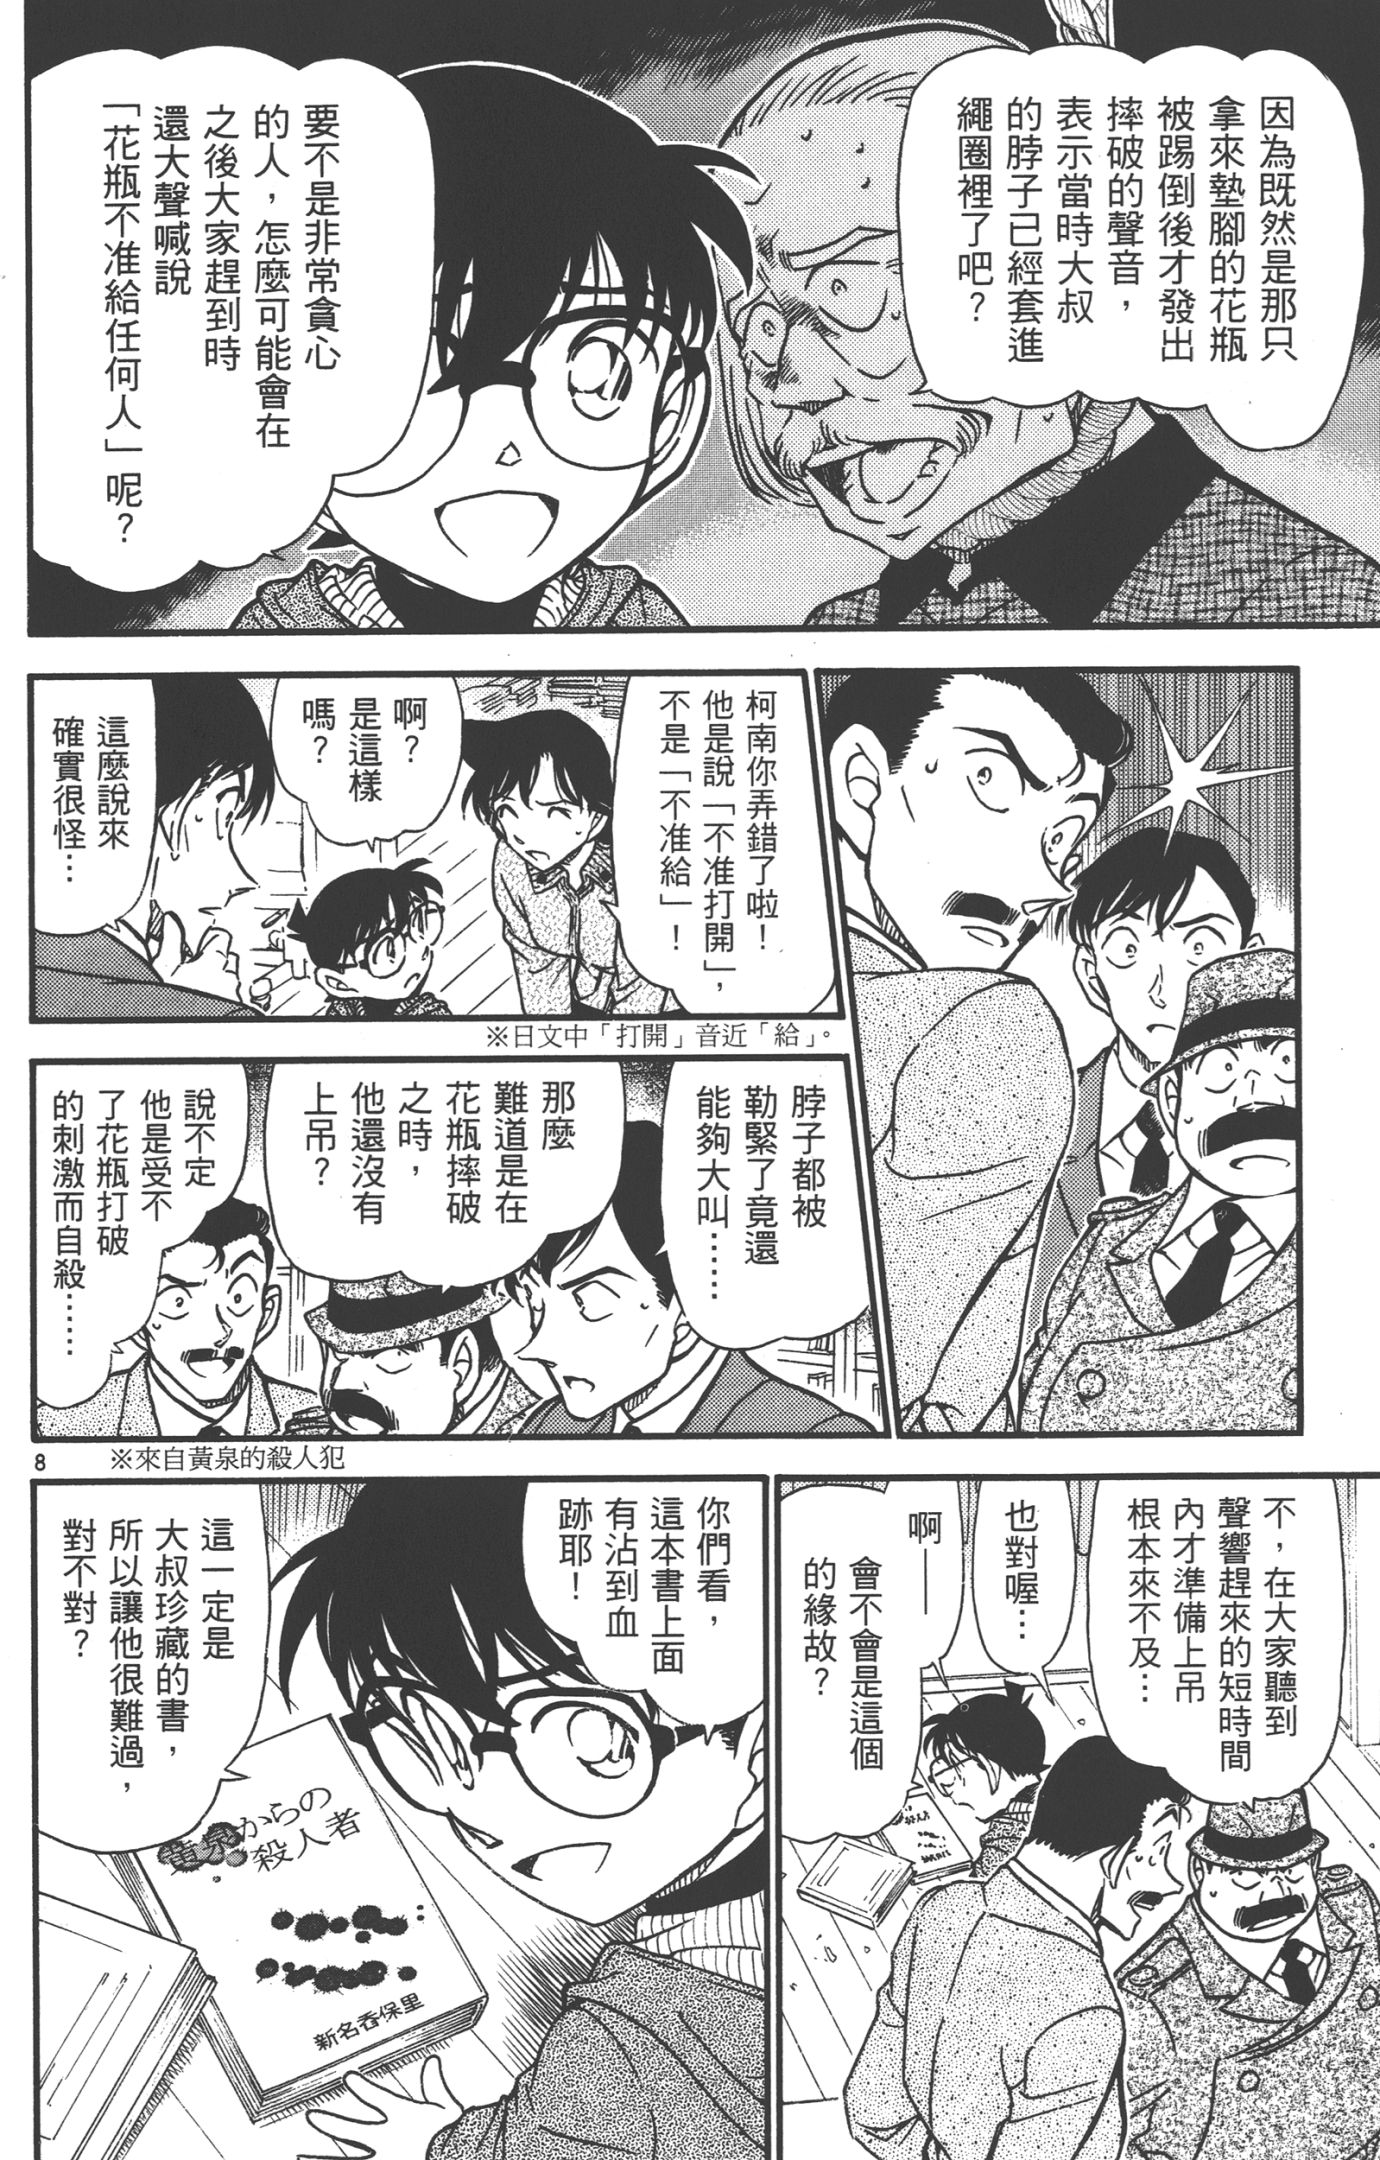 因為既然是那只
拿來墊腳的花瓶
被踢倒後才發出
摔破的聲音，
表示當時大叔
的脖子已經套進
繩圈裡了吧？
要不是非常貪心
的人，怎麼可能會在
之後大家趕到時
還大聲喊說
「花瓶不准給任何人」呢？
柯南你弄錯了啦！
他是說「不准打開」，
不是「不准給」！
啊？
是這樣
嗎？
這麼說來
確實很怪…
※日文中「打開」音近「給」。
脖子都被
勒緊了竟還
能夠大叫……
那麼
難道是在
花瓶摔破
之時，
他還沒有
上吊？
說不定
他是受不
了花瓶打破
的刺激而自殺……
8
※來自黃泉的殺人犯
不，在大家聽到
聲響趕來的短時間
內才準備上吊
根本來不及…
也對喔…
啊—
會不會是這個
的緣故？
你們看，
這本書上面
有沾到血
跡耶！
這一定是
大叔珍藏的書，
所以讓他很難過，
對不對？
黄泉からの
殺人者
新名香保里